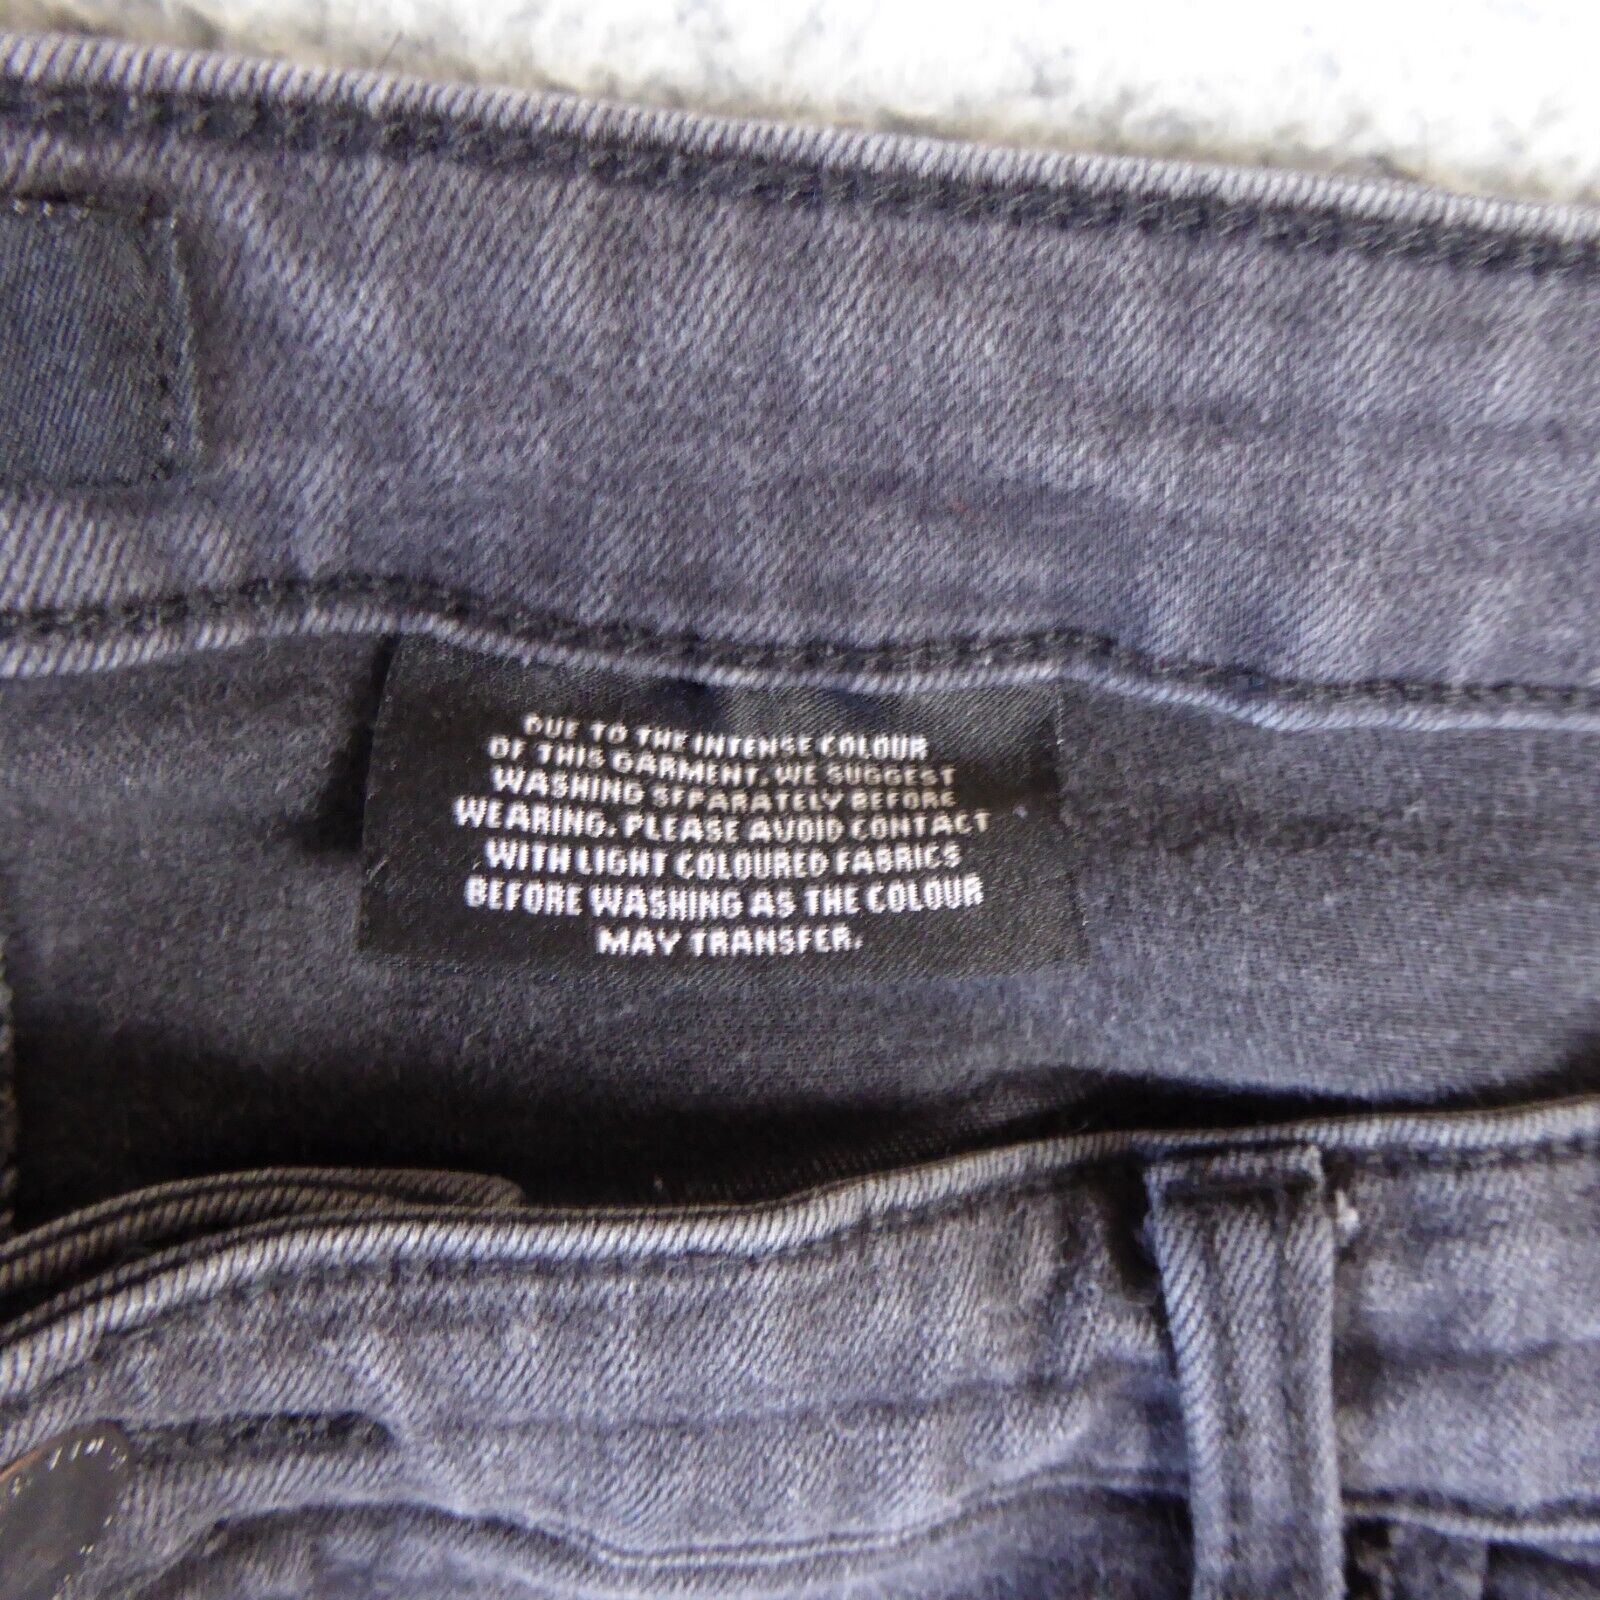 DUE TO THE INTENSE COLOUR
OF THIS GARMENT, WE SUGGEST
WASHING SEPARATELY BEFORE
WEARING. PLEASE AVOID CONTACT
WITH LIGHT COLOURED FABRICS
BEFORE WASHING AS THE COLOUR
MAY TRANSFER.